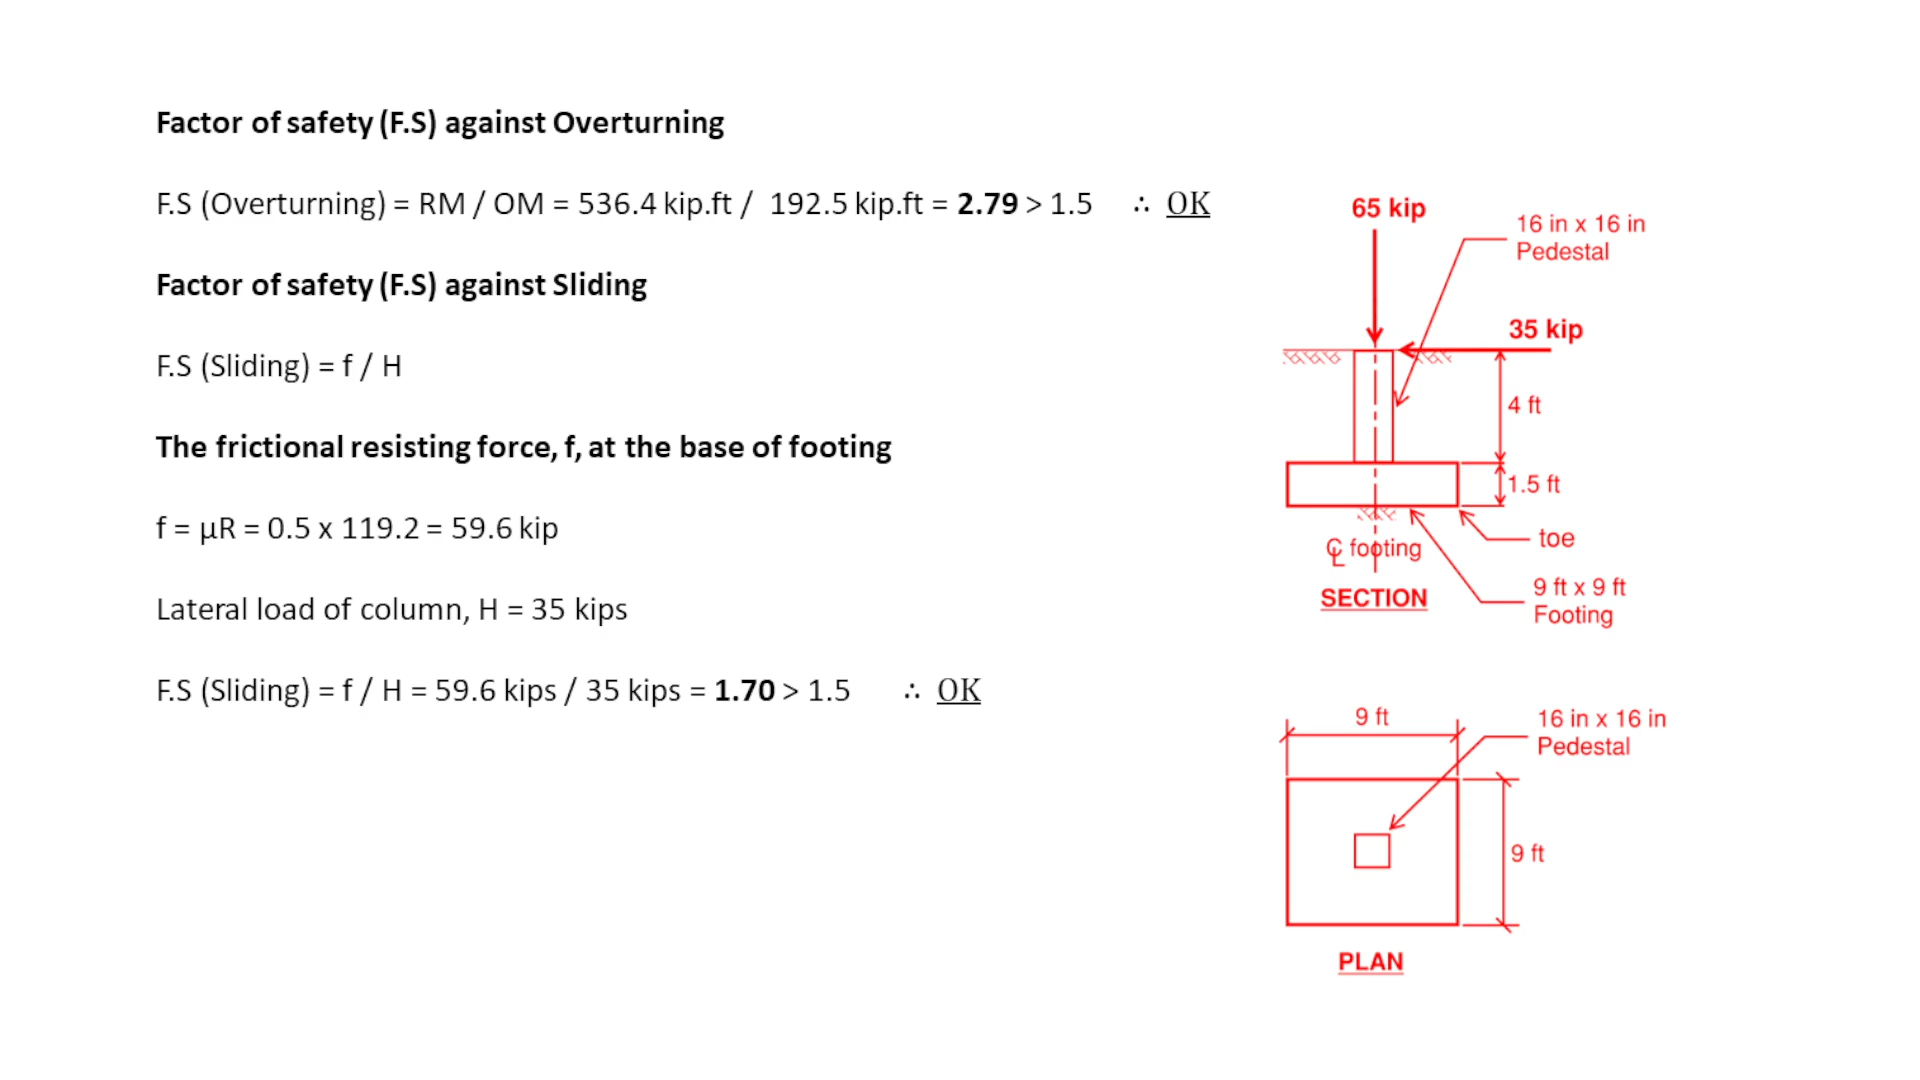 Factor of safety (F.S) against Overturning
F.S (Overturning) = RM / OM = 536.4 kip.ft / 192.5 kip.ft = 2.79 > 1.5 ∴ OK
Factor of safety (F.S) against Sliding
F.S (Sliding) = f / H
The frictional resisting force, f, at the base of footing
f = μR = 0.5 x 119.2 = 59.6 kip
Lateral load of column, H = 35 kips
F.S (Sliding) = f / H = 59.6 kips / 35 kips = 1.70 > 1.5 ∴ OK
65 kip
16 in x 16 in
Pedestal
35 kip
4 ft
1.5 ft
toe
℄ footing
9 ft x 9 ft
Footing
SECTION
9 ft
16 in x 16 in
Pedestal
9 ft
PLAN